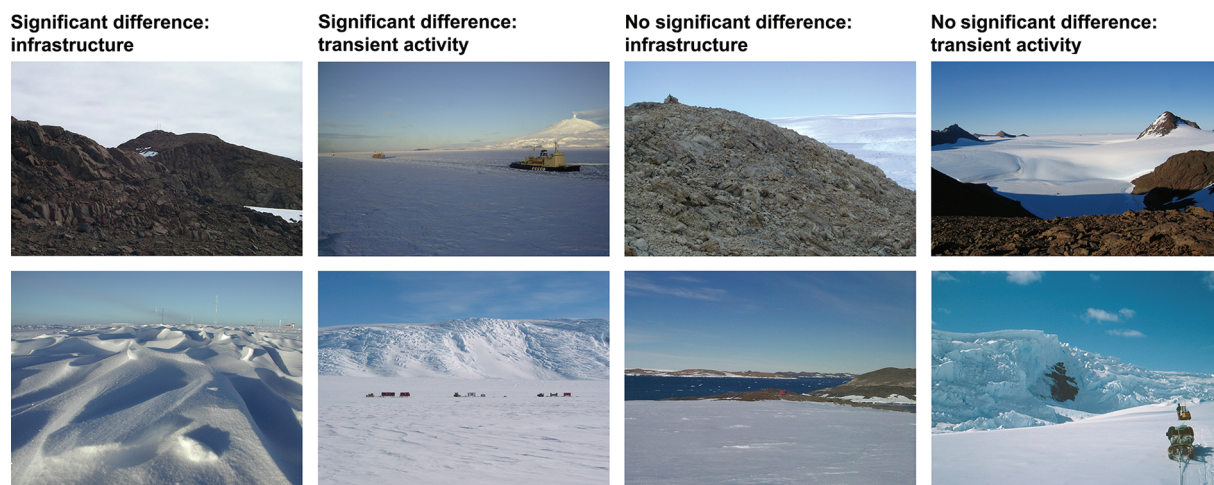 Significant difference:
infrastructure
Significant difference:
transient activity
No significant difference:
infrastructure
No significant difference:
transient activity